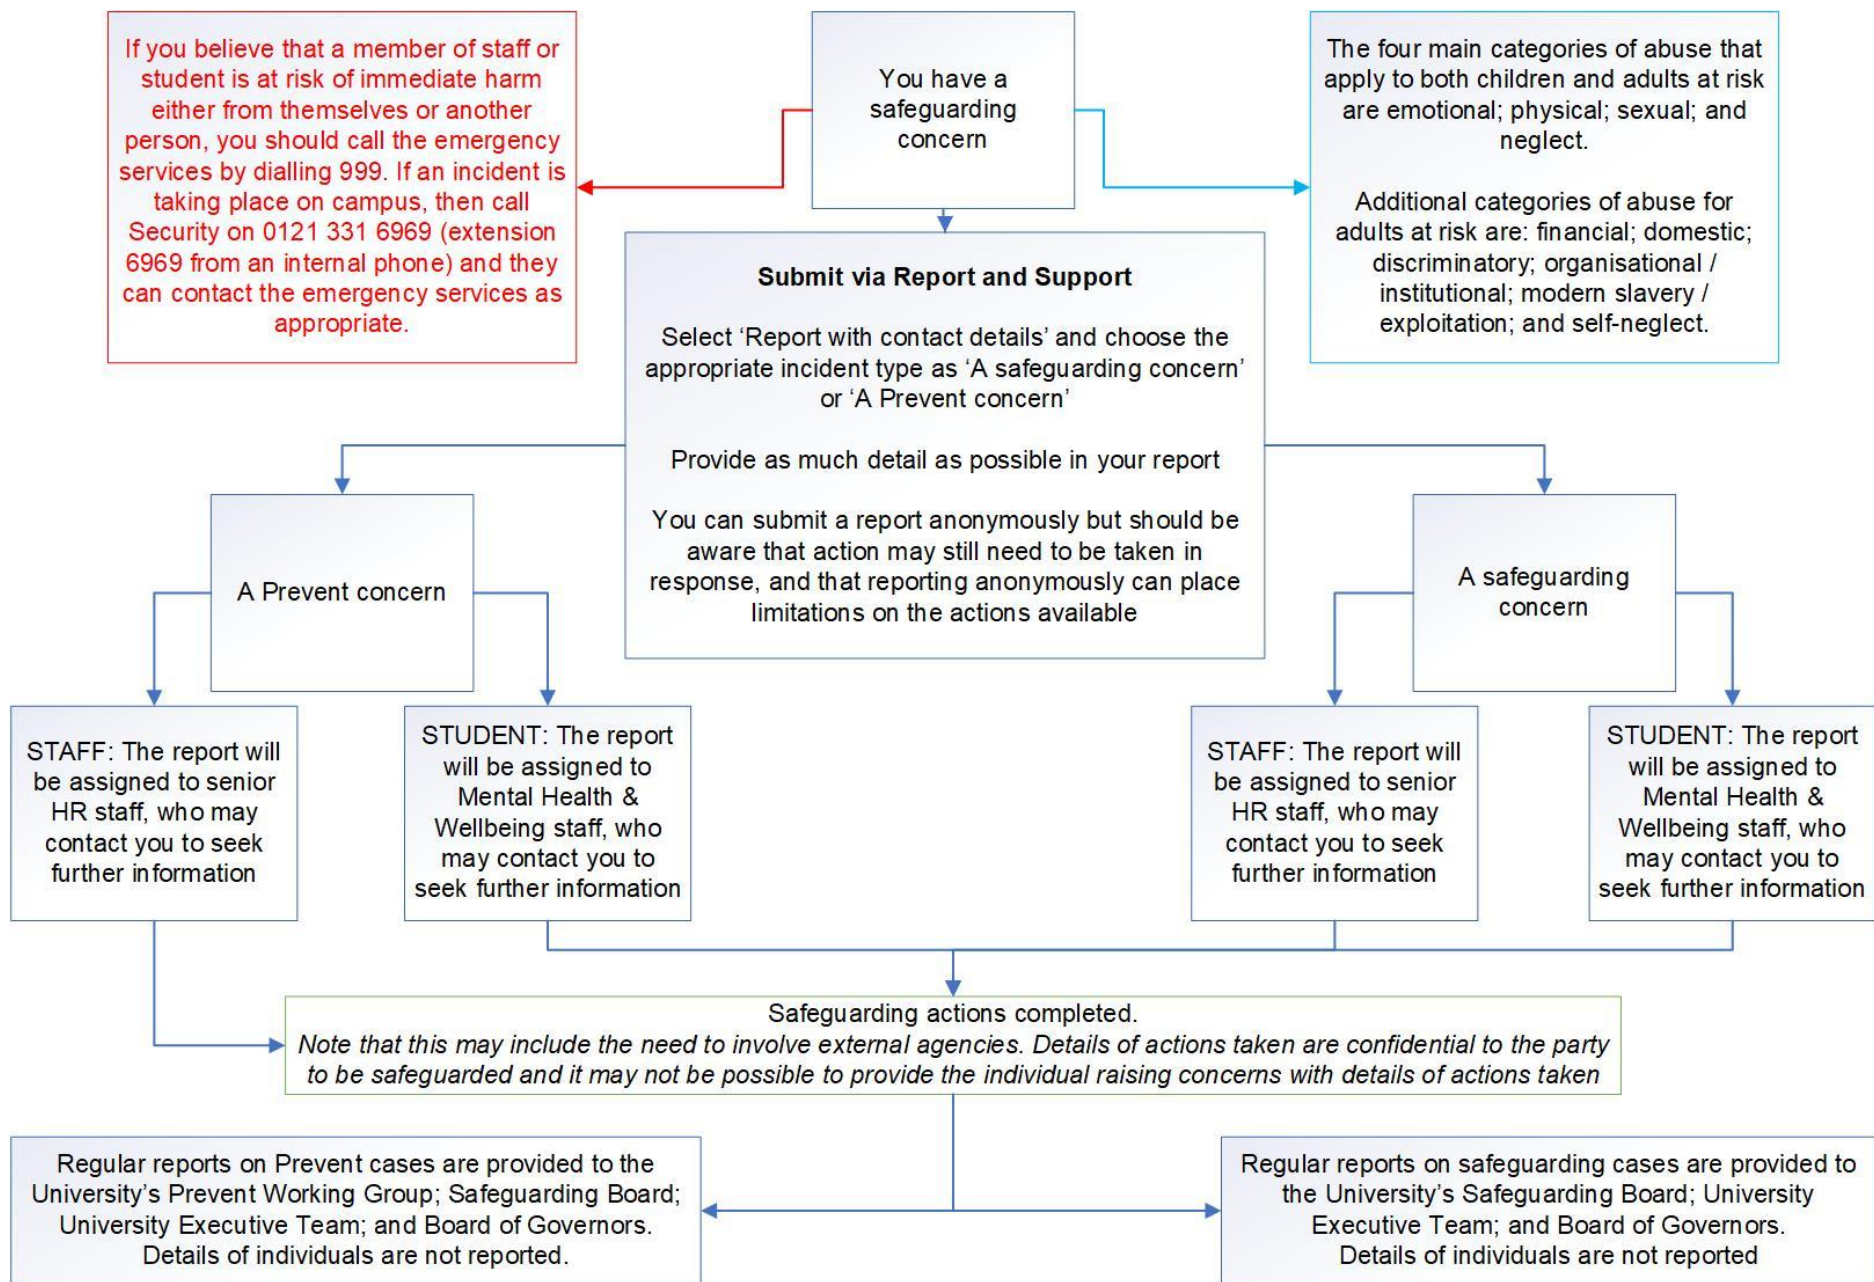 If you believe that a member of staff or
student is at risk of immediate harm
either from themselves or another
person, you should call the emergency
services by dialling 999. If an incident is
taking place on campus, then call
Security on 0121 331 6969 (extension
6969 from an internal phone) and they
can contact the emergency services as
appropriate.
You have a
safeguarding
concern
The four main categories of abuse that
apply to both children and adults at risk
are emotional; physical; sexual; and
neglect.
Additional categories of abuse for
adults at risk are: financial; domestic;
discriminatory; organisational /
institutional; modern slavery /
exploitation; and self-neglect.
Submit via Report and Support
Select ‘Report with contact details’ and choose the
appropriate incident type as ‘A safeguarding concern’
or ‘A Prevent concern’
Provide as much detail as possible in your report
You can submit a report anonymously but should be
aware that action may still need to be taken in
response, and that reporting anonymously can place
limitations on the actions available
A Prevent concern
A safeguarding
concern
STAFF: The report will
be assigned to senior
HR staff, who may
contact you to seek
further information
STUDENT: The report
will be assigned to
Mental Health &
Wellbeing staff, who
may contact you to
seek further information
STAFF: The report will
be assigned to senior
HR staff, who may
contact you to seek
further information
STUDENT: The report
will be assigned to
Mental Health &
Wellbeing staff, who
may contact you to
seek further information
Safeguarding actions completed.
Note that this may include the need to involve external agencies. Details of actions taken are confidential to the party
to be safeguarded and it may not be possible to provide the individual raising concerns with details of actions taken
Regular reports on Prevent cases are provided to the
University’s Prevent Working Group; Safeguarding Board;
University Executive Team; and Board of Governors.
Details of individuals are not reported.
Regular reports on safeguarding cases are provided to
the University’s Safeguarding Board; University
Executive Team; and Board of Governors.
Details of individuals are not reported